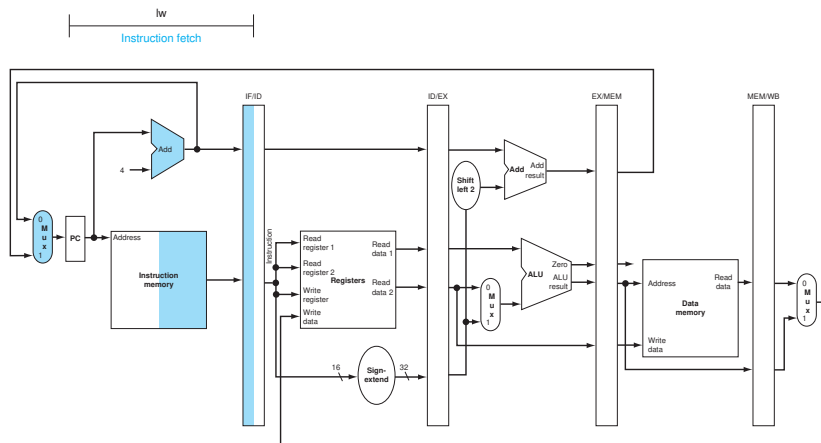 lw
Instruction fetch
IF/ID
ID/EX
EX/MEM
MEM/WB
Add
4
Shift
left 2
Add
Add
result
0
M
u
x
1
PC
Address
Instruction
memory
Instruction
Read
register 1
Read
register 2
Write
register
Write
data
Registers
Read
data 1
Read
data 2
0
M
u
x
1
ALU
Zero
ALU
result
Address
Write
data
Data
memory
Read
data
0
M
u
x
1
16
Sign-
extend
32